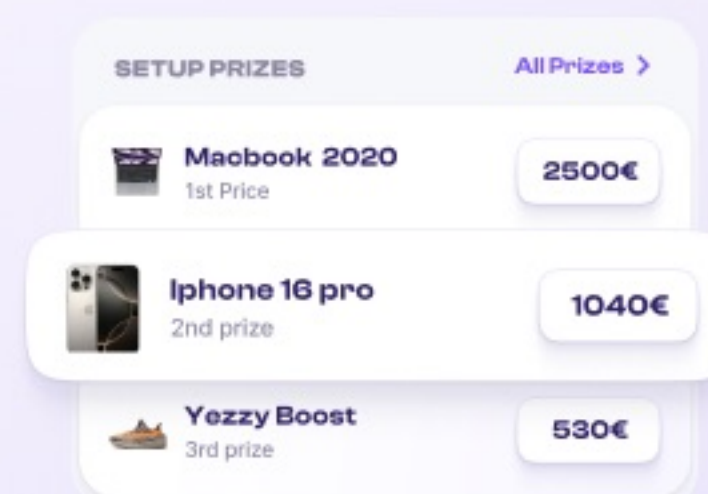 SETUP PRIZES
All Prizes
Macbook 2020
1st Price
2500€
Iphone 16 pro
2nd prize
1040€
Yezzy Boost
3rd prize
530€